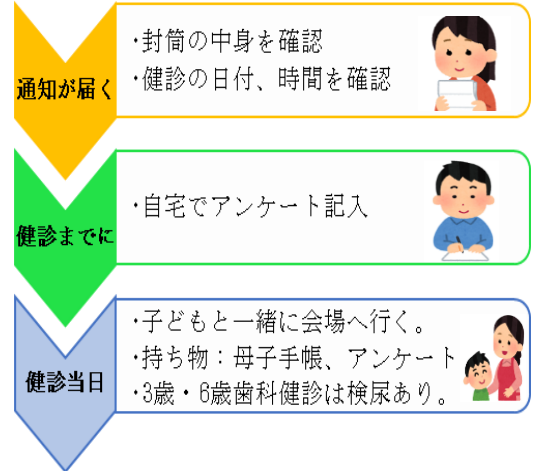 通知が届く
・封筒の中身を確認
・健診の日付、時間を確認
健診までに
・自宅でアンケート記入
健診当日
・子どもと一緒に会場へ行く。
・持ち物：母子手帳、アンケート
・3歳・6歳歯科健診は検尿あり。